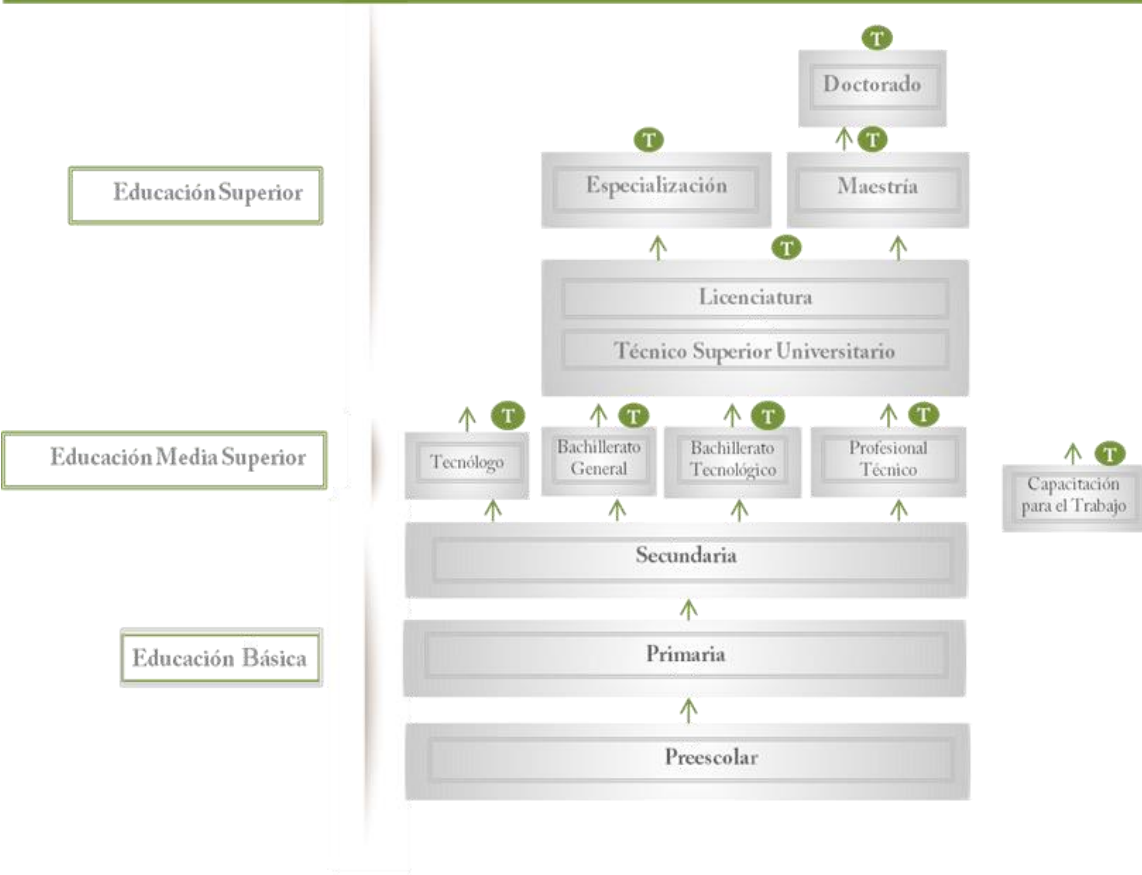 T
Doctorado
T
T
Educación Superior
Especialización
Maestría
T
Licenciatura
Técnico Superior Universitario
T
T
T
T
Educación Media Superior
Tecnólogo
Bachillerato
General
Bachillerato
Tecnológico
Profesional
Técnico
T
Capacitación
para el Trabajo
Secundaria
Educación Básica
Primaria
Preescolar